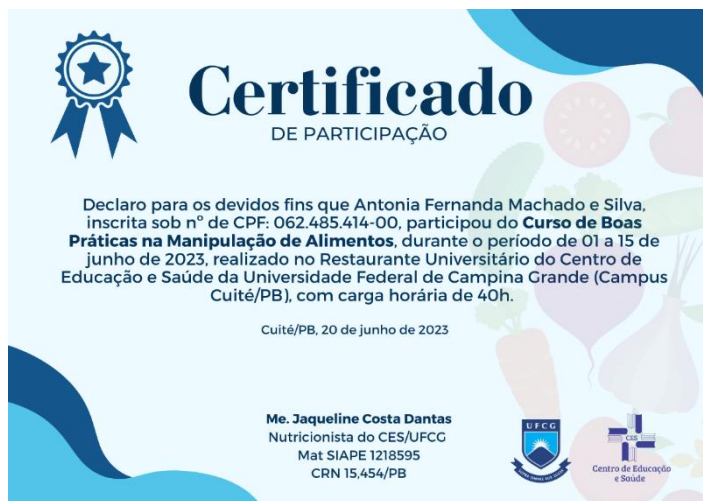 Certificado
DE PARTICIPAÇÃO
Declaro para os devidos fins que Antonia Fernanda Machado e Silva,
inscrita sob nº de CPF: 062.485.414-00, participou do Curso de Boas
Práticas na Manipulação de Alimentos, durante o período de 01 a 15 de
junho de 2023, realizado no Restaurante Universitário do Centro de
Educação e Saúde da Universidade Federal de Campina Grande (Campus
Cuité/PB), com carga horária de 40h.
Cuité/PB, 20 de junho de 2023
Me. Jaqueline Costa Dantas
Nutricionista do CES/UFCG
Mat SIAPE 1218595
CRN 15,454/PB
UFCG
CES
Centro de Educação
e Saúde